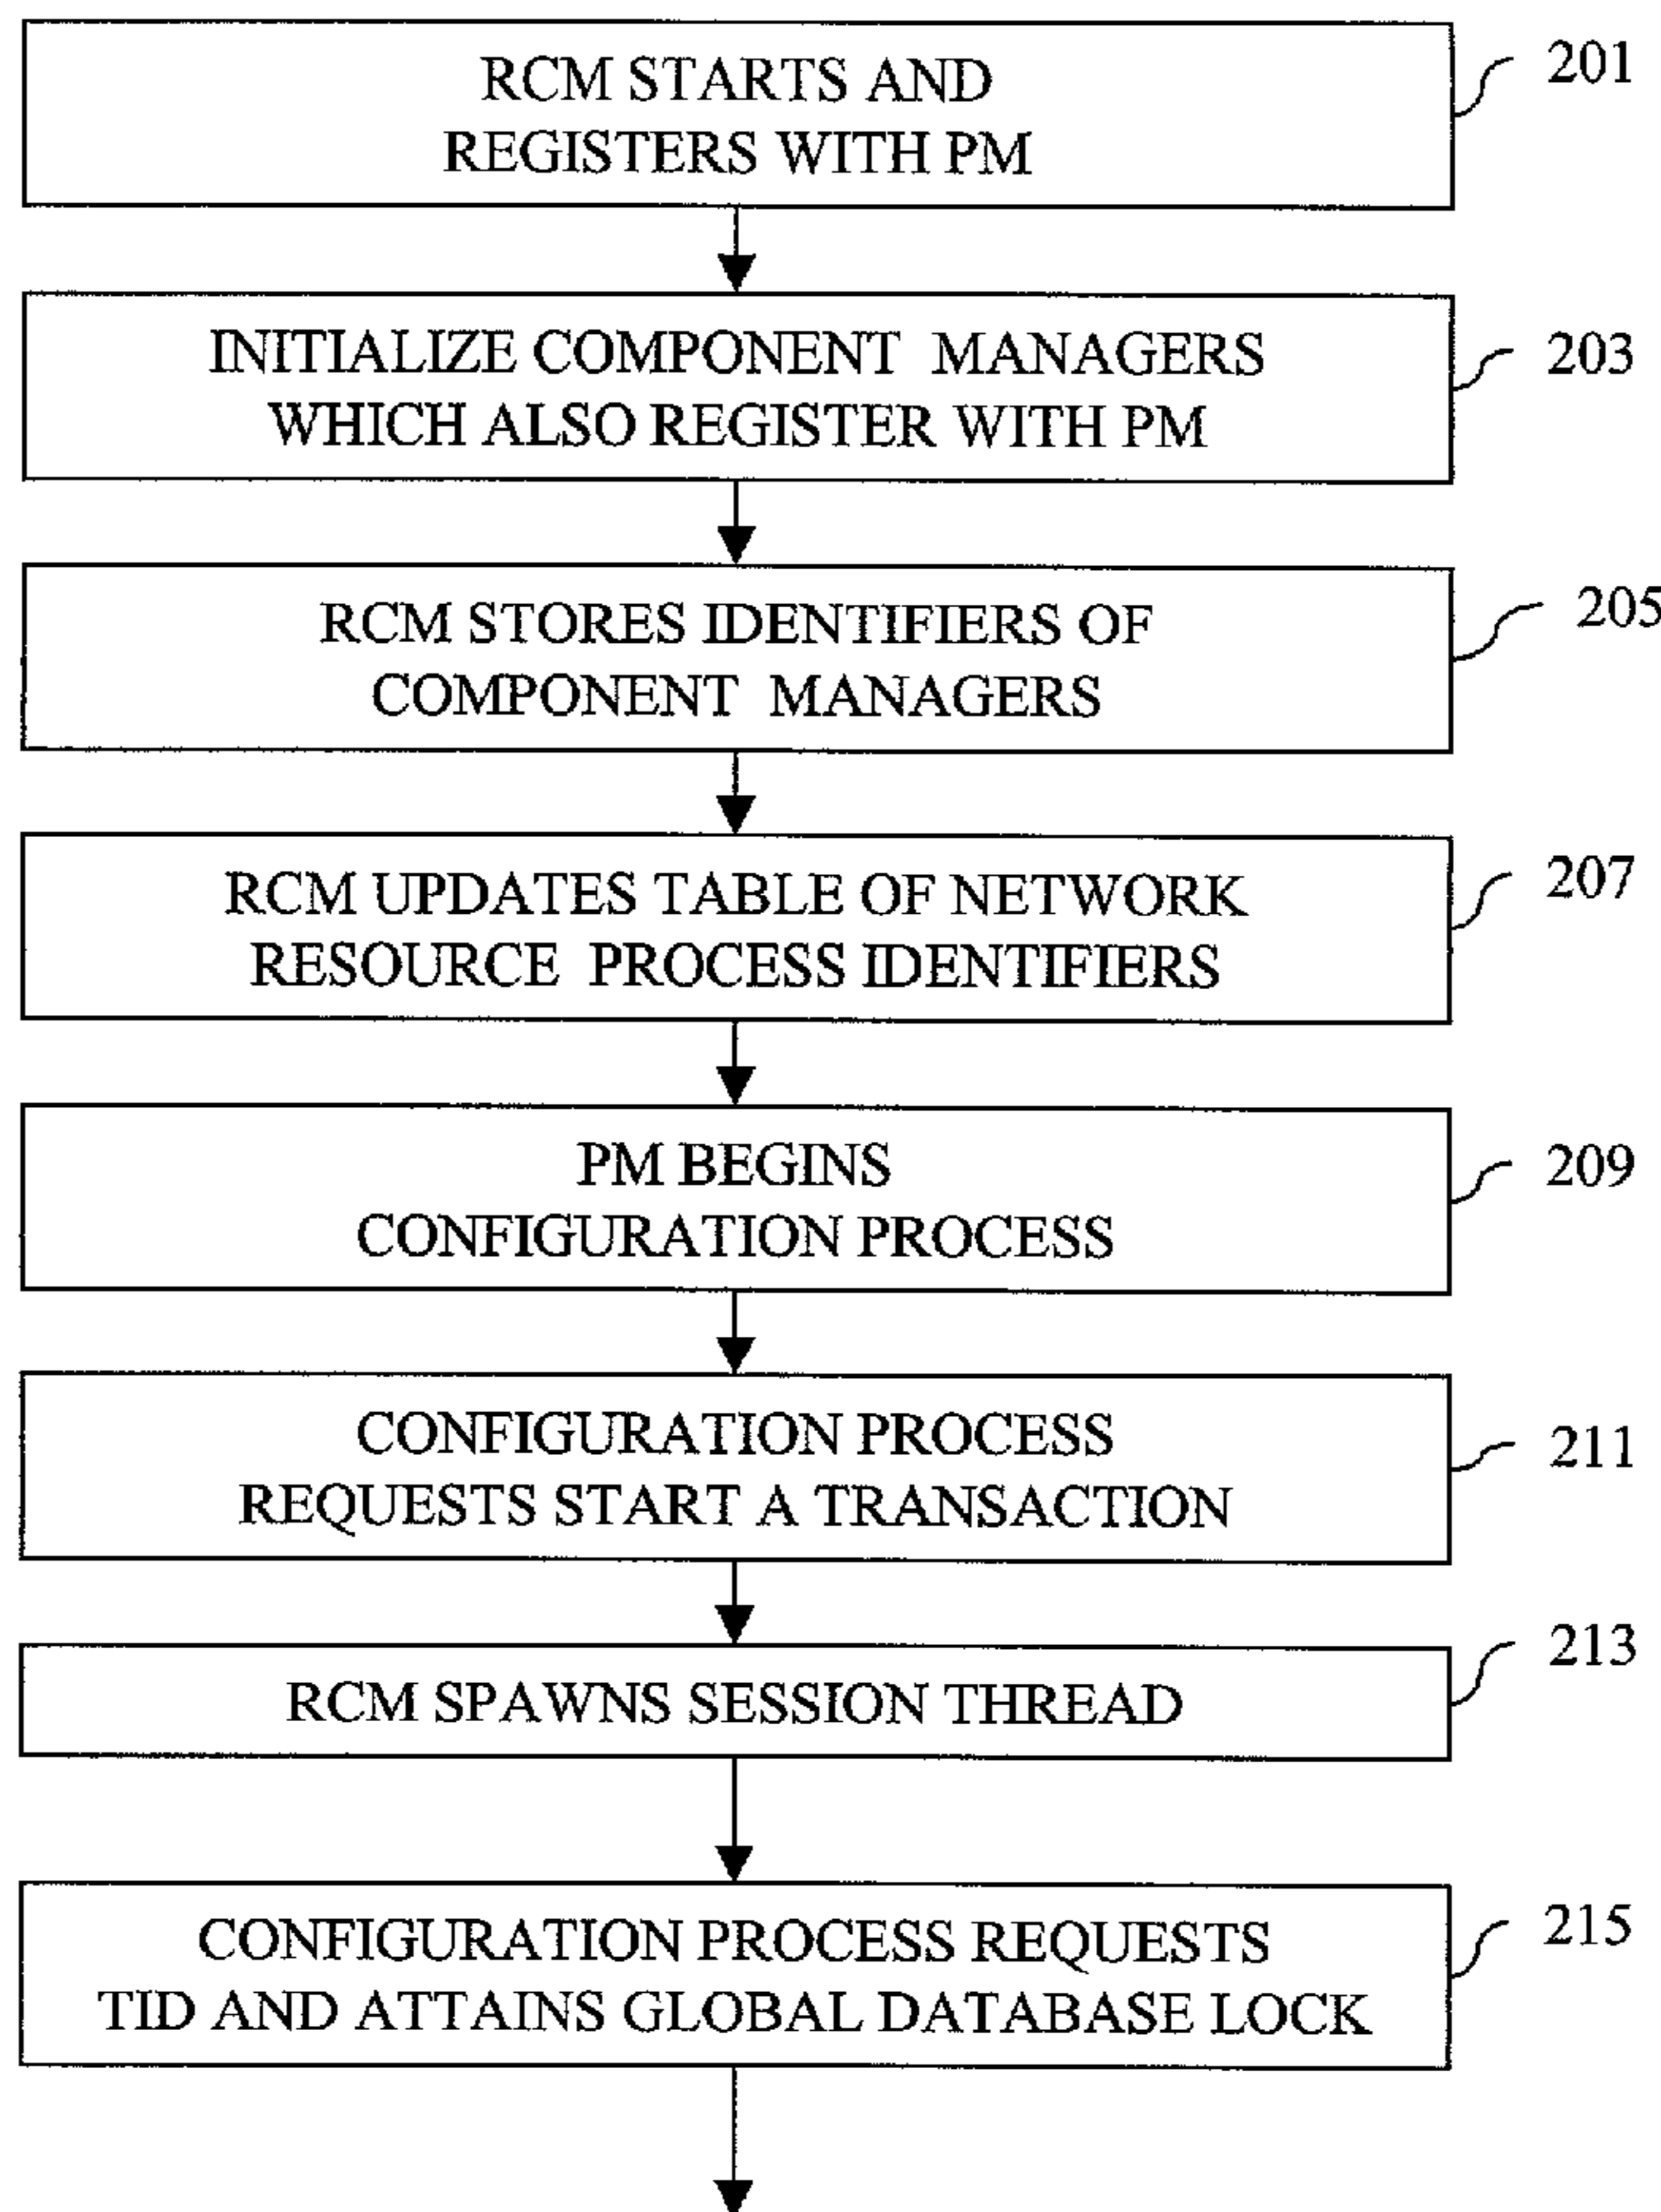 RCM STARTS AND
REGISTERS WITH PM
201
INITIALIZE COMPONENT MANAGERS
WHICH ALSO REGISTER WITH PM
203
RCM STORES IDENTIFIERS OF
COMPONENT MANAGERS
205
RCM UPDATES TABLE OF NETWORK
RESOURCE PROCESS IDENTIFIERS
207
PM BEGINS
CONFIGURATION PROCESS
209
CONFIGURATION PROCESS
REQUESTS START A TRANSACTION
211
RCM SPAWNS SESSION THREAD
213
CONFIGURATION PROCESS REQUESTS
TID AND ATTAINS GLOBAL DATABASE LOCK
215